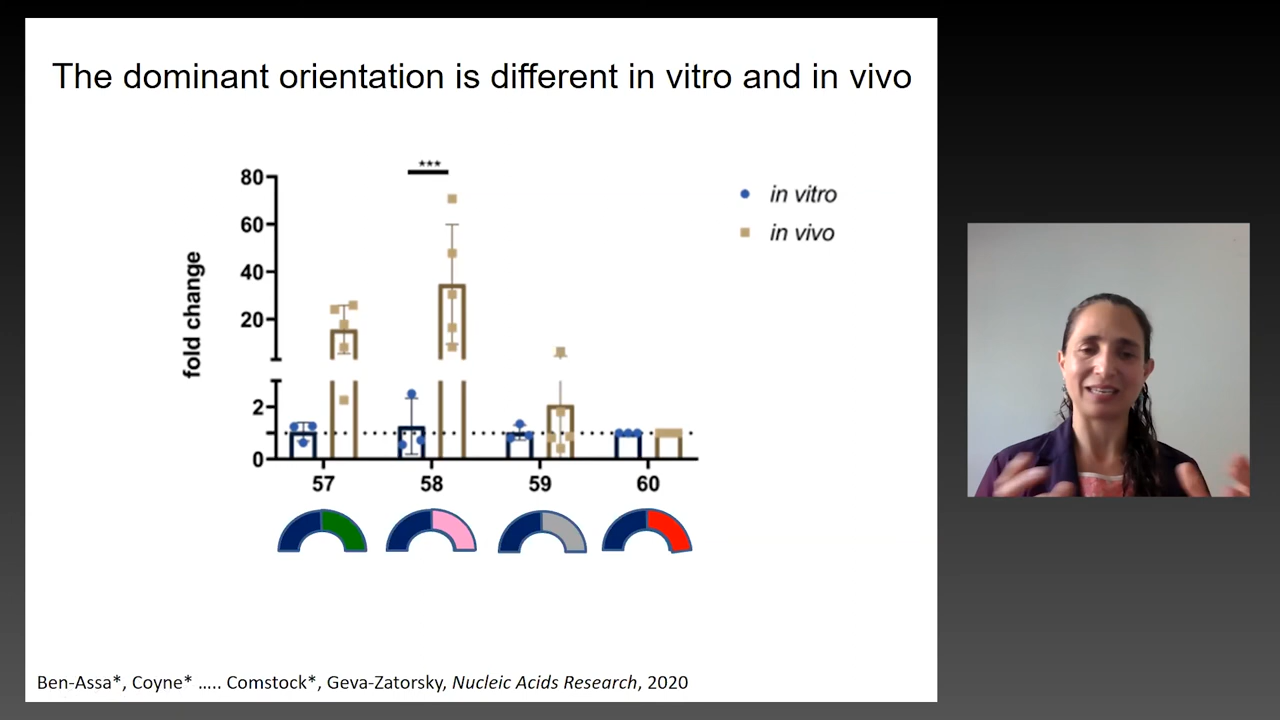 The dominant orientation is different in vitro and in vivo
***
80
60
40
20
2
0
fold change
in vitro
in vivo
57 58 59 60
Ben-Assa*, Coyne* ..... Comstock*, Geva-Zatorsky, Nucleic Acids Research, 2020